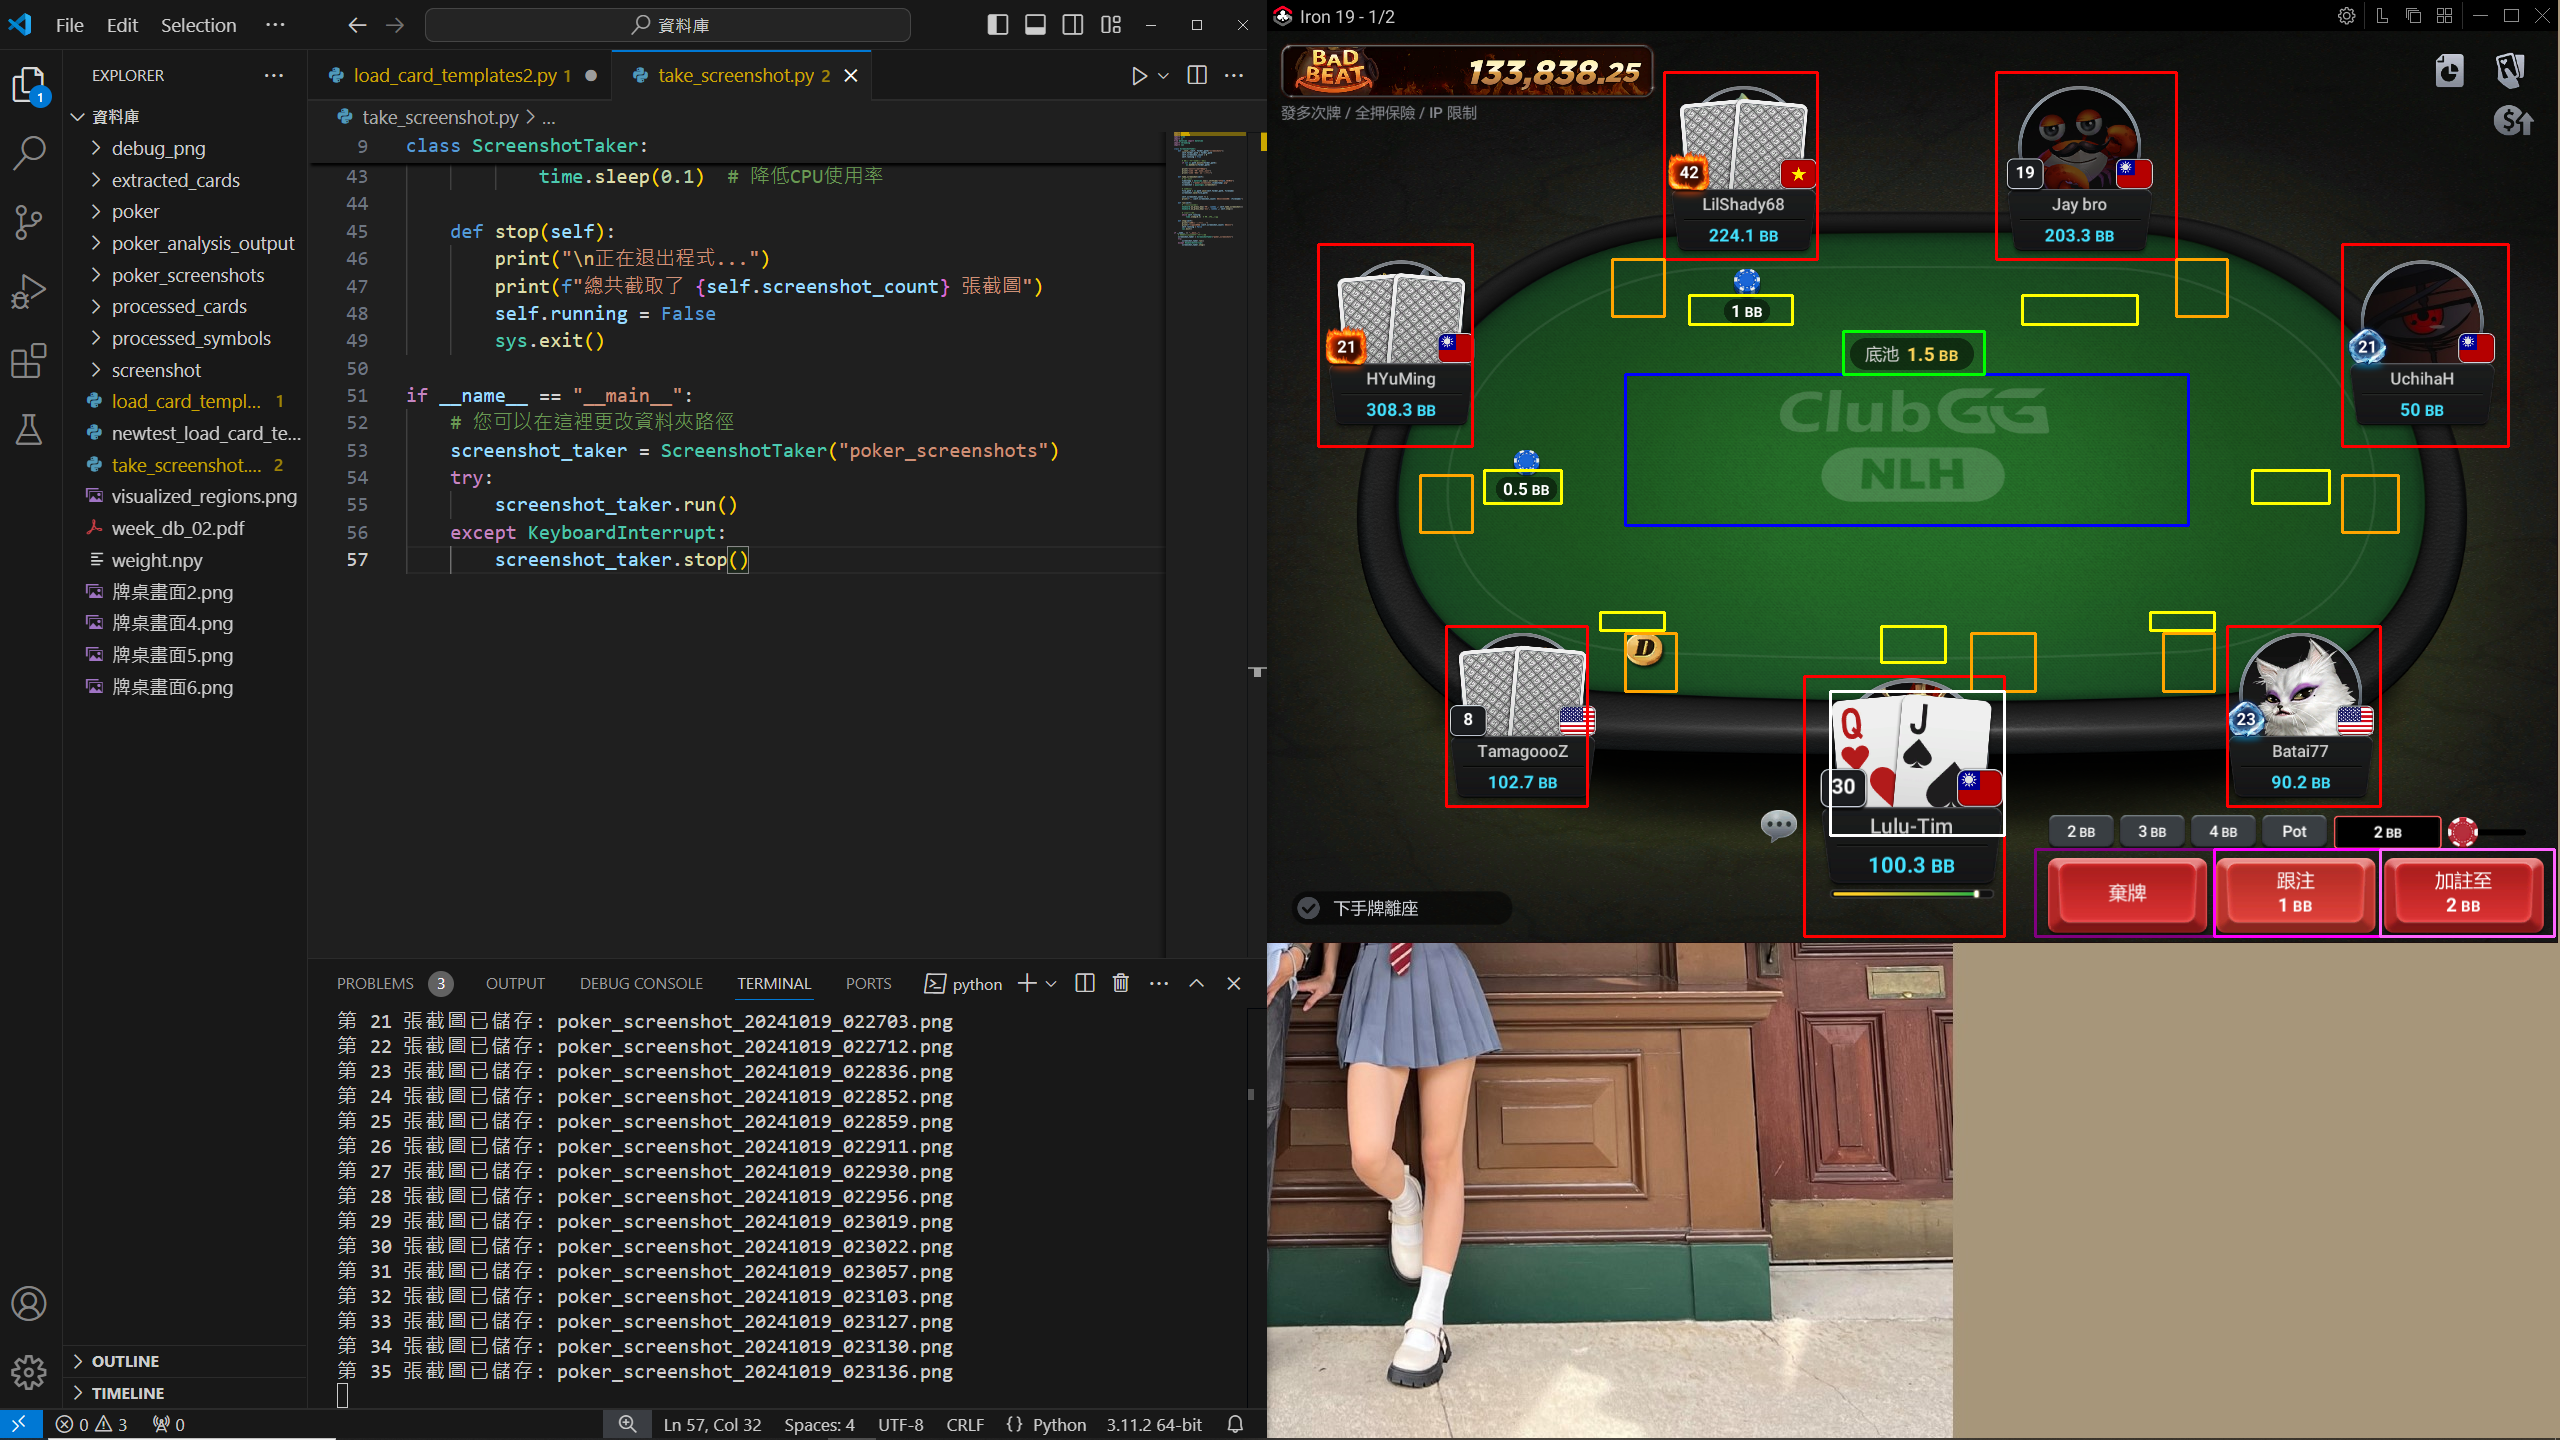 File Edit Selection ···
資料庫
EXPLORER ···
資料庫
debug_png
extracted_cards
poker
poker_analysis_output
poker_screenshots
processed_cards
processed_symbols
screenshot
load_card_templ... 1
newtest_load_card_te...
take_screenshot.... 2
visualized_regions.png
week_db_02.pdf
weight.npy
牌桌畫面2.png
牌桌畫面4.png
牌桌畫面5.png
牌桌畫面6.png
OUTLINE
TIMELINE
1
load_card_templates2.py 1
take_screenshot.py 2
take_screenshot.py > ...
9 class ScreenshotTaker:
43 time.sleep(0.1) # 降低CPU使用率
44
45 def stop(self):
46 print("\n正在退出程式...")
47 print(f"總共截取了 {self.screenshot_count} 張截圖")
48 self.running = False
49 sys.exit()
50
51 if __name__ == "__main__":
52 # 您可以在這裡更改資料夾路徑
53 screenshot_taker = ScreenshotTaker("poker_screenshots")
54 try:
55 screenshot_taker.run()
56 except KeyboardInterrupt:
57 screenshot_taker.stop()
PROBLEMS 3 OUTPUT DEBUG CONSOLE TERMINAL PORTS python
第 21 張截圖已儲存: poker_screenshot_20241019_022703.png
第 22 張截圖已儲存: poker_screenshot_20241019_022712.png
第 23 張截圖已儲存: poker_screenshot_20241019_022836.png
第 24 張截圖已儲存: poker_screenshot_20241019_022852.png
第 25 張截圖已儲存: poker_screenshot_20241019_022859.png
第 26 張截圖已儲存: poker_screenshot_20241019_022911.png
第 27 張截圖已儲存: poker_screenshot_20241019_022930.png
第 28 張截圖已儲存: poker_screenshot_20241019_022956.png
第 29 張截圖已儲存: poker_screenshot_20241019_023019.png
第 30 張截圖已儲存: poker_screenshot_20241019_023022.png
第 31 張截圖已儲存: poker_screenshot_20241019_023057.png
第 32 張截圖已儲存: poker_screenshot_20241019_023103.png
第 33 張截圖已儲存: poker_screenshot_20241019_023127.png
第 34 張截圖已儲存: poker_screenshot_20241019_023130.png
第 35 張截圖已儲存: poker_screenshot_20241019_023136.png
0 3 0 Ln 57, Col 32 Spaces: 4 UTF-8 CRLF {} Python 3.11.2 64-bit
Iron 19 - 1/2
BAD BEAT 133,838.25
發多次牌 / 全押保險 / IP 限制
42
LilShady68
224.1 BB
19
Jay bro
203.3 BB
21
HYuMing
308.3 BB
21
UchihaH
50 BB
1 BB
底池 1.5 BB
ClubGG
NLH
0.5 BB
D
8
TamagoooZ
102.7 BB
Q J
30
Lulu-Tim
100.3 BB
23
Batai77
90.2 BB
2 BB 3 BB 4 BB Pot 2 BB
棄牌
跟注
1 BB
加註至
2 BB
下手牌離座